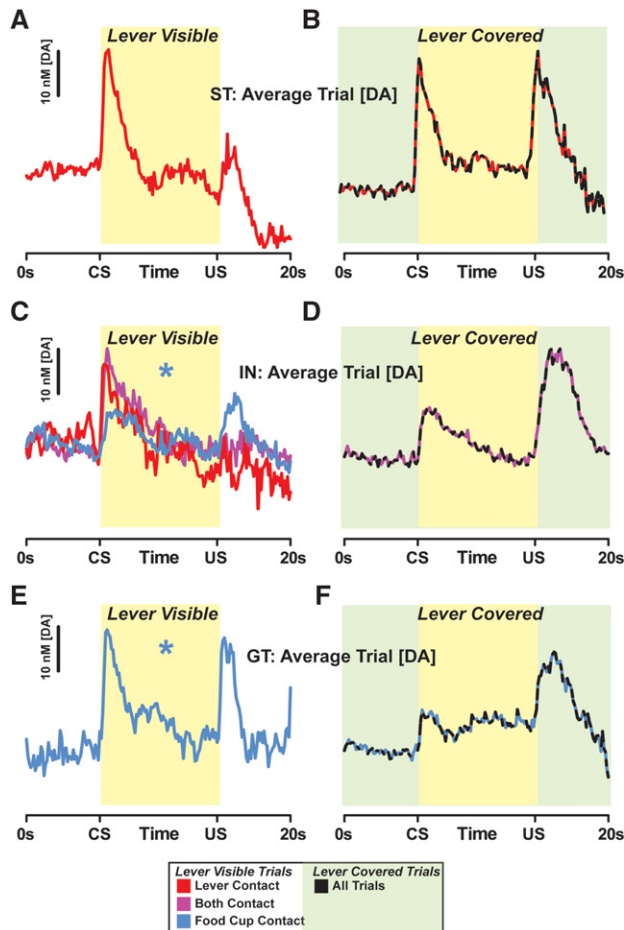 A
B
Lever Visible
Lever Covered
10 nM [DA]
ST: Average Trial [DA]
0s CS Time US 20s
0s CS Time US 20s
C
D
Lever Visible
Lever Covered
10 nM [DA]
*
IN: Average Trial [DA]
0s CS Time US 20s
0s CS Time US 20s
E
F
Lever Visible
Lever Covered
10 nM [DA]
*
GT: Average Trial [DA]
0s CS Time US 20s
0s CS Time US 20s
Lever Visible Trials
Lever Contact
Both Contact
Food Cup Contact
Lever Covered Trials
All Trials